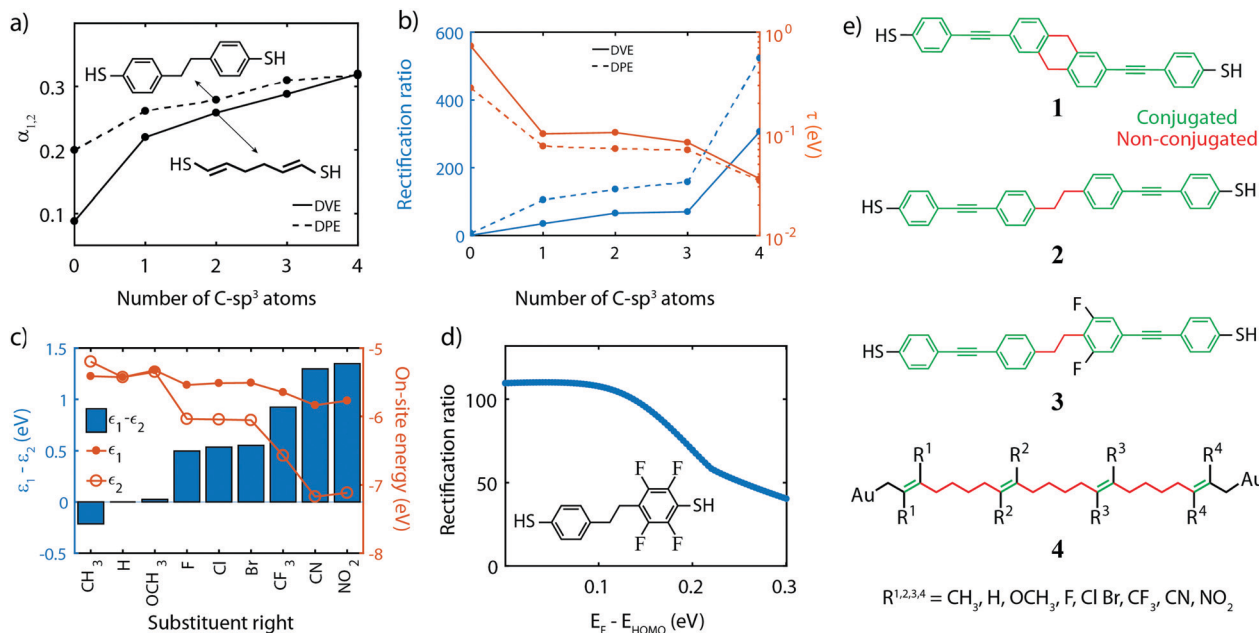 a)
HS
SH
HS
SH
α1,2
0.3
0.2
0.1
DVE
DPE
0 1 2 3 4
Number of C-sp³ atoms
b)
Rectification ratio
600
500
400
300
200
100
0
DVE
DPE
10⁰
10⁻¹
10⁻²
τ (eV)
0 1 2 3 4
Number of C-sp³ atoms
c)
ε₁ - ε₂ (eV)
1.5
1
0.5
0
-0.5
ε₁-ε₂
ε₁
ε₂
-5
-6
-7
-8
On-site energy (eV)
CH₃ H OCH₃ F Cl Br CF₃ CN NO₂
Substituent right
d)
Rectification ratio
100
50
0
HS
F F
SH
F F
0.1 0.2 0.3
E_F - E_HOMO (eV)
e)
HS
SH
1
Conjugated
Non-conjugated
HS
SH
2
F
HS
SH
F
3
R¹ R² R³ R⁴
Au Au
R¹ R² R³ R⁴
4
R¹,²,³,⁴ = CH₃, H, OCH₃, F, Cl Br, CF₃, CN, NO₂